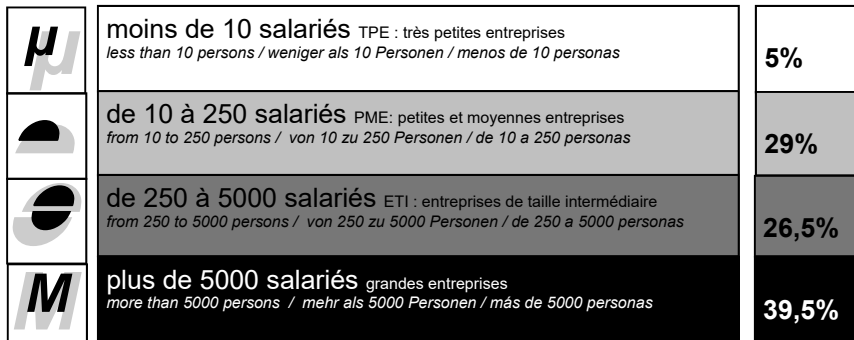 μ
moins de 10 salariés TPE : très petites entreprises
less than 10 persons / weniger als 10 Personen / menos de 10 personas
5%
de 10 à 250 salariés PME: petites et moyennes entreprises
from 10 to 250 persons / von 10 zu 250 Personen / de 10 a 250 personas
29%
de 250 à 5000 salariés ETI : entreprises de taille intermédiaire
from 250 to 5000 persons / von 250 zu 5000 Personen / de 250 a 5000 personas
26,5%
M
plus de 5000 salariés grandes entreprises
more than 5000 persons / mehr als 5000 Personen / más de 5000 personas
39,5%